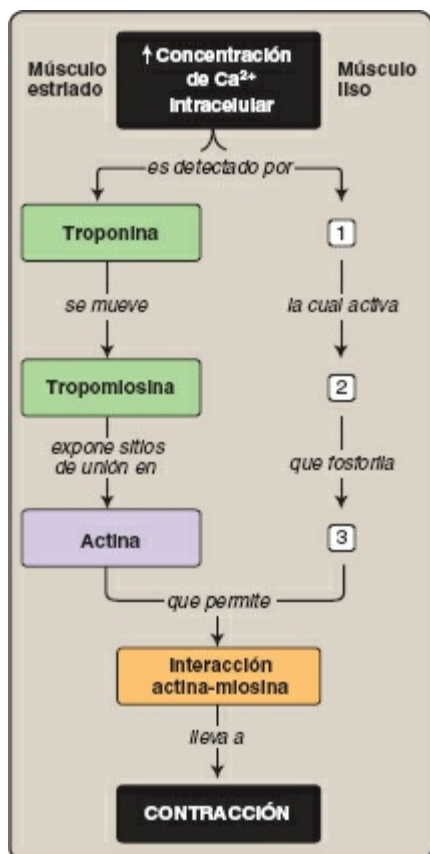 Músculo
estriado
↑ Concentración
de Ca²⁺
intracelular
Músculo
liso
es detectado por
Troponina
1
se mueve
la cual activa
Tropomiosina
2
expone sitios
de unión en
que fosforila
Actina
3
que permite
Interacción
actina-miosina
lleva a
CONTRACCIÓN